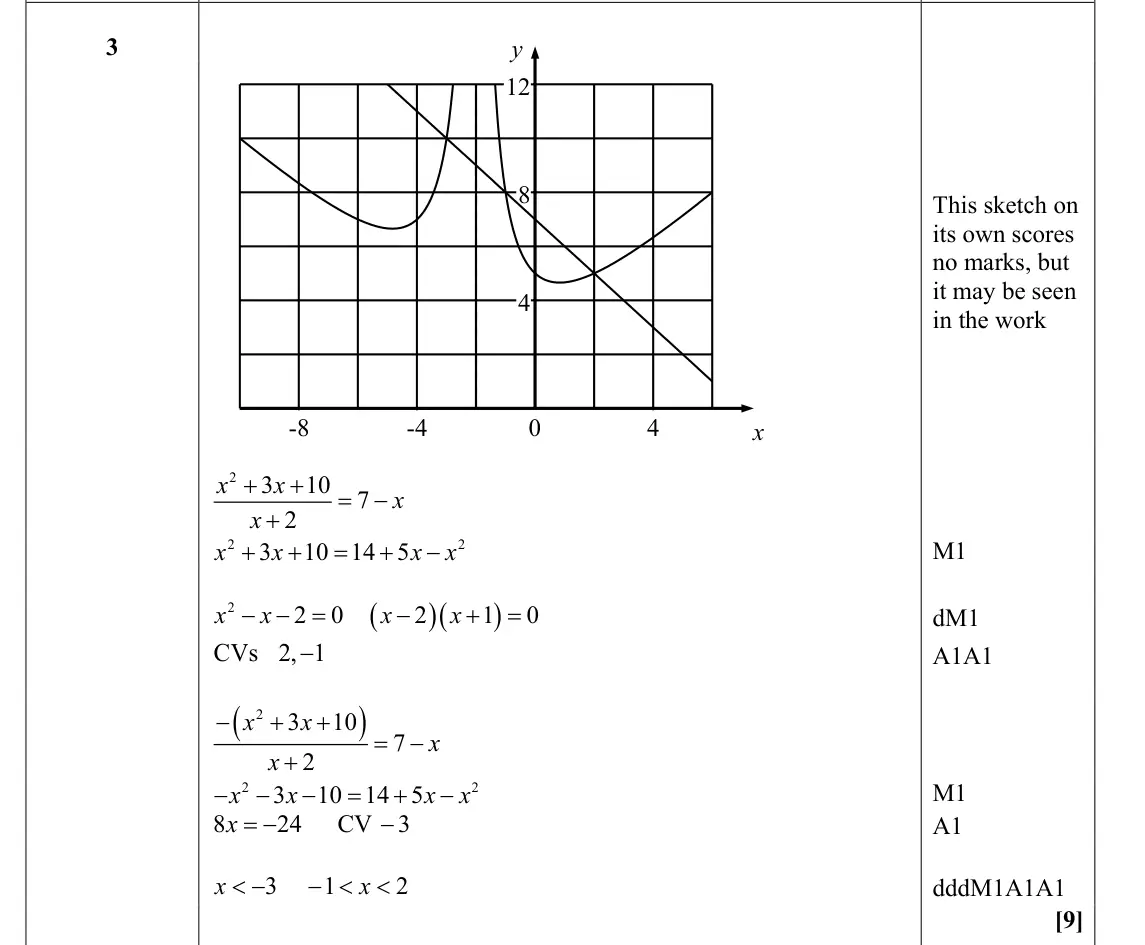 3
y
12
8
4
-8 -4 0 4 x
This sketch on
its own scores
no marks, but
it may be seen
in the work
(x² + 3x + 10)/(x + 2) = 7 − x
x² + 3x + 10 = 14 + 5x − x² M1
x² − x − 2 = 0 (x − 2)(x + 1) = 0 dM1
CVs 2, −1 A1A1
−(x² + 3x + 10)/(x + 2) = 7 − x
−x² − 3x − 10 = 14 + 5x − x² M1
8x = −24 CV − 3 A1
x < −3 −1 < x < 2 dddM1A1A1
[9]